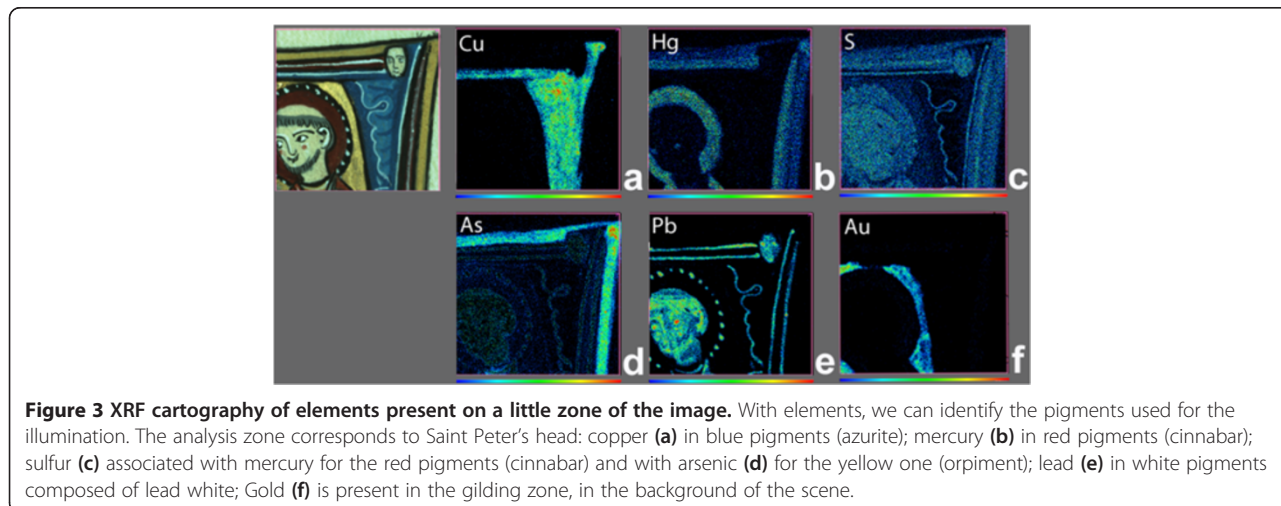 Cu Hg S
a b c
As Pb Au
d e f
Figure 3 XRF cartography of elements present on a little zone of the image. With elements, we can identify the pigments used for the
illumination. The analysis zone corresponds to Saint Peter's head: copper (a) in blue pigments (azurite); mercury (b) in red pigments (cinnabar);
sulfur (c) associated with mercury for the red pigments (cinnabar) and with arsenic (d) for the yellow one (orpiment); lead (e) in white pigments
composed of lead white; Gold (f) is present in the gilding zone, in the background of the scene.